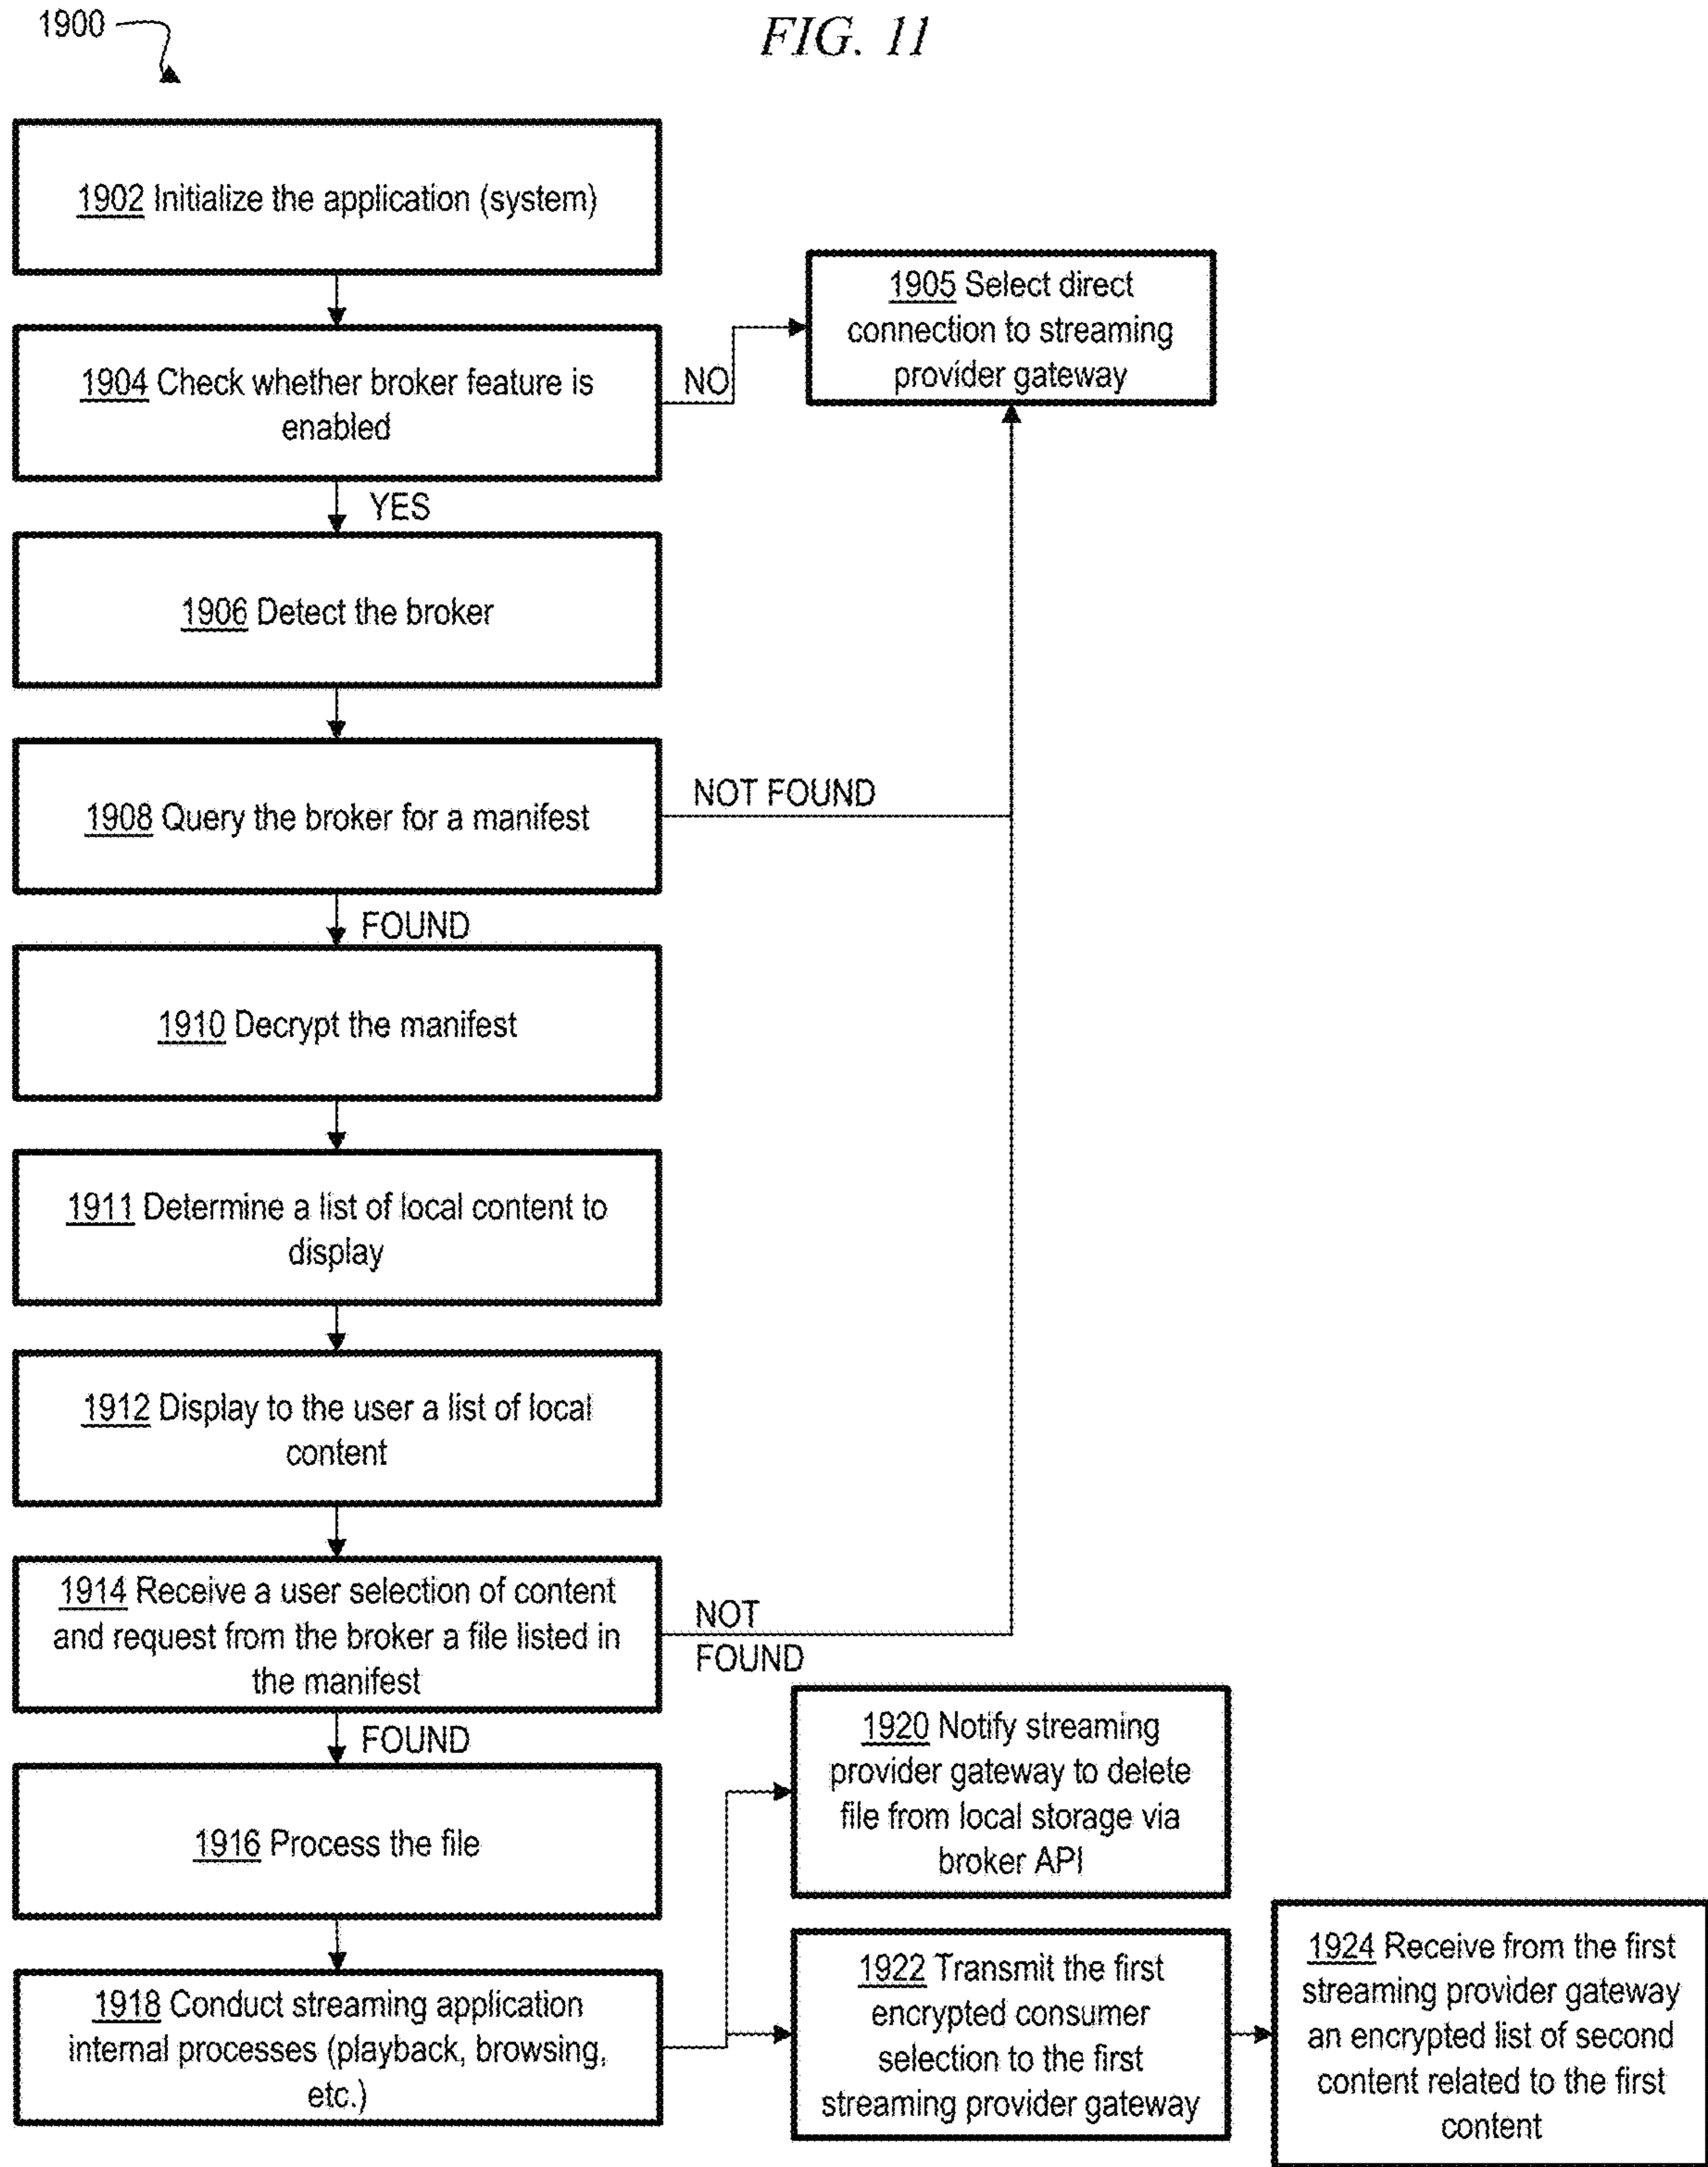 1900
FIG. 11
1902 Initialize the application (system)
1905 Select direct
connection to streaming
provider gateway
1904 Check whether broker feature is
enabled
NO
YES
1906 Detect the broker
1908 Query the broker for a manifest
NOT FOUND
FOUND
1910 Decrypt the manifest
1911 Determine a list of local content to
display
1912 Display to the user a list of local
content
1914 Receive a user selection of content
and request from the broker a file listed in
the manifest
NOT
FOUND
FOUND
1916 Process the file
1920 Notify streaming
provider gateway to delete
file from local storage via
broker API
1918 Conduct streaming application
internal processes (playback, browsing,
etc.)
1922 Transmit the first
encrypted consumer
selection to the first
streaming provider gateway
1924 Receive from the first
streaming provider gateway
an encrypted list of second
content related to the first
content